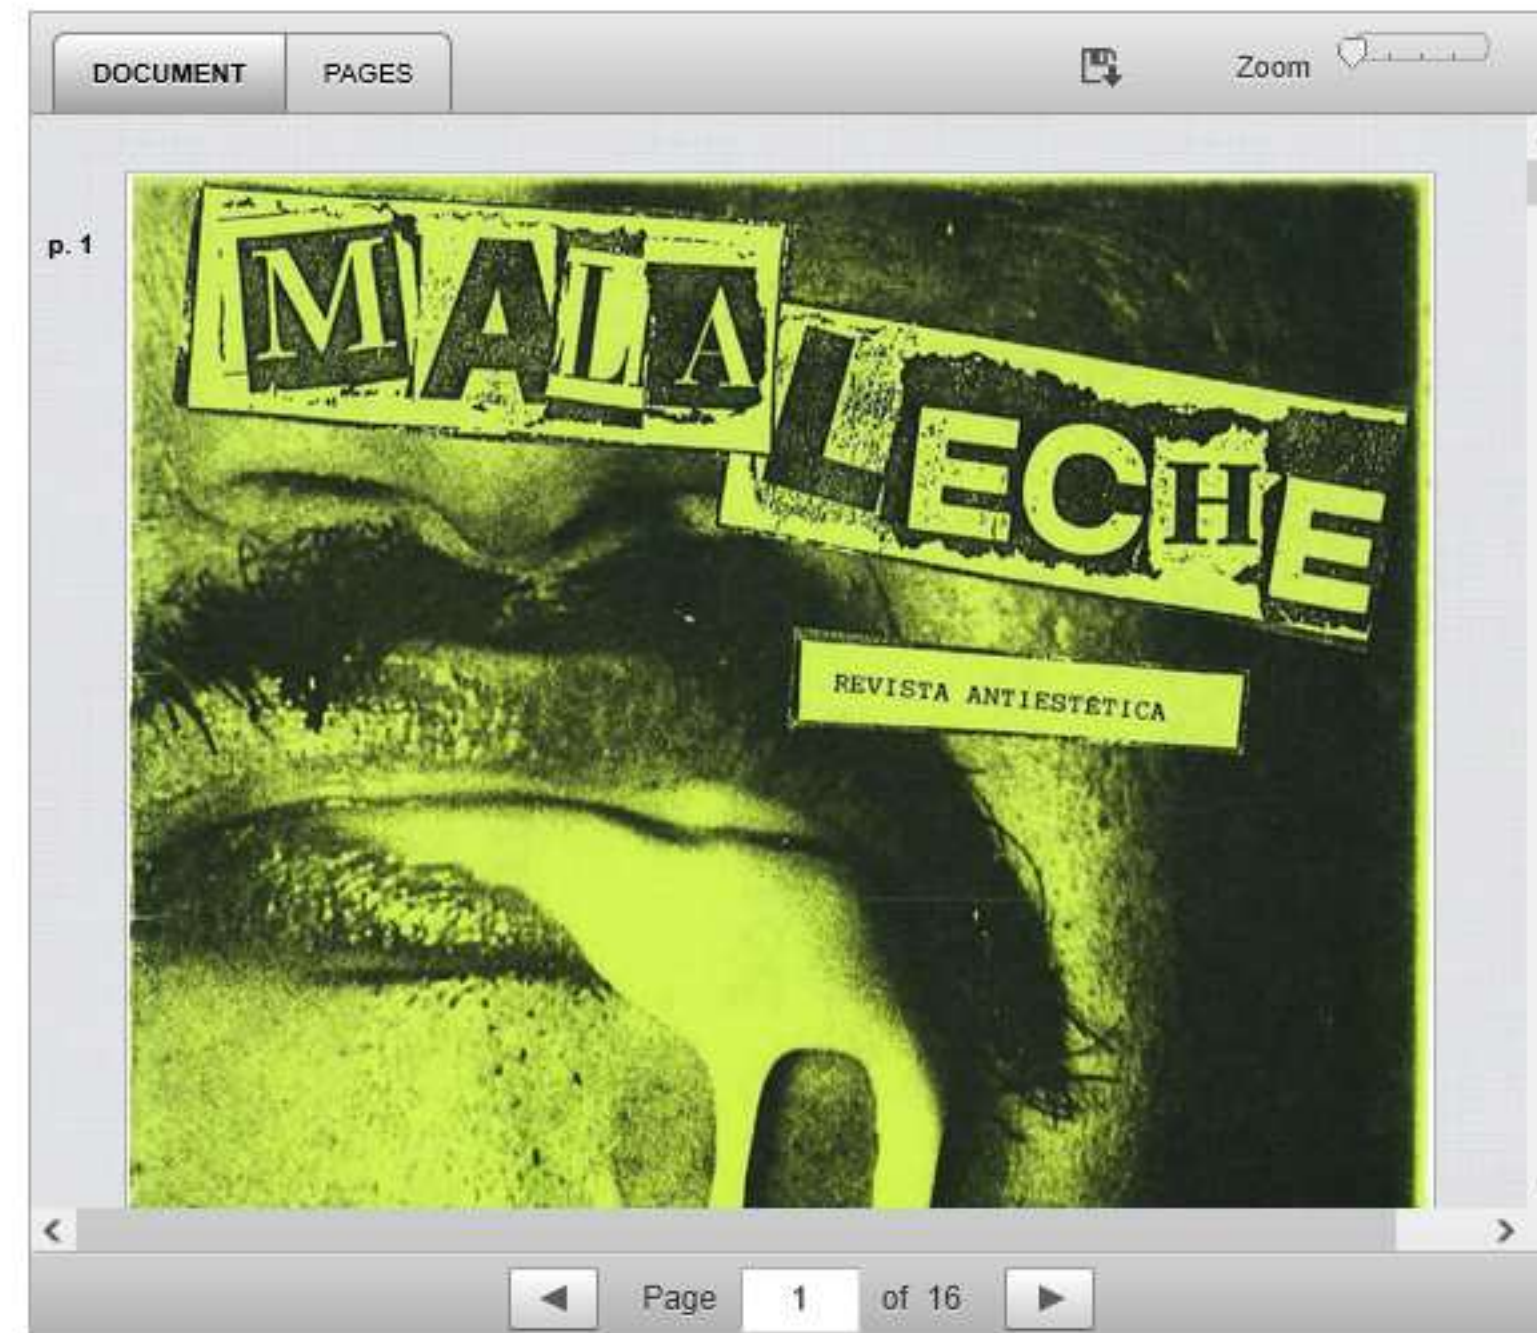 DOCUMENT PAGES Zoom
p. 1
MALA
LECHE
REVISTA ANTIESTÉTICA
Page 1 of 16